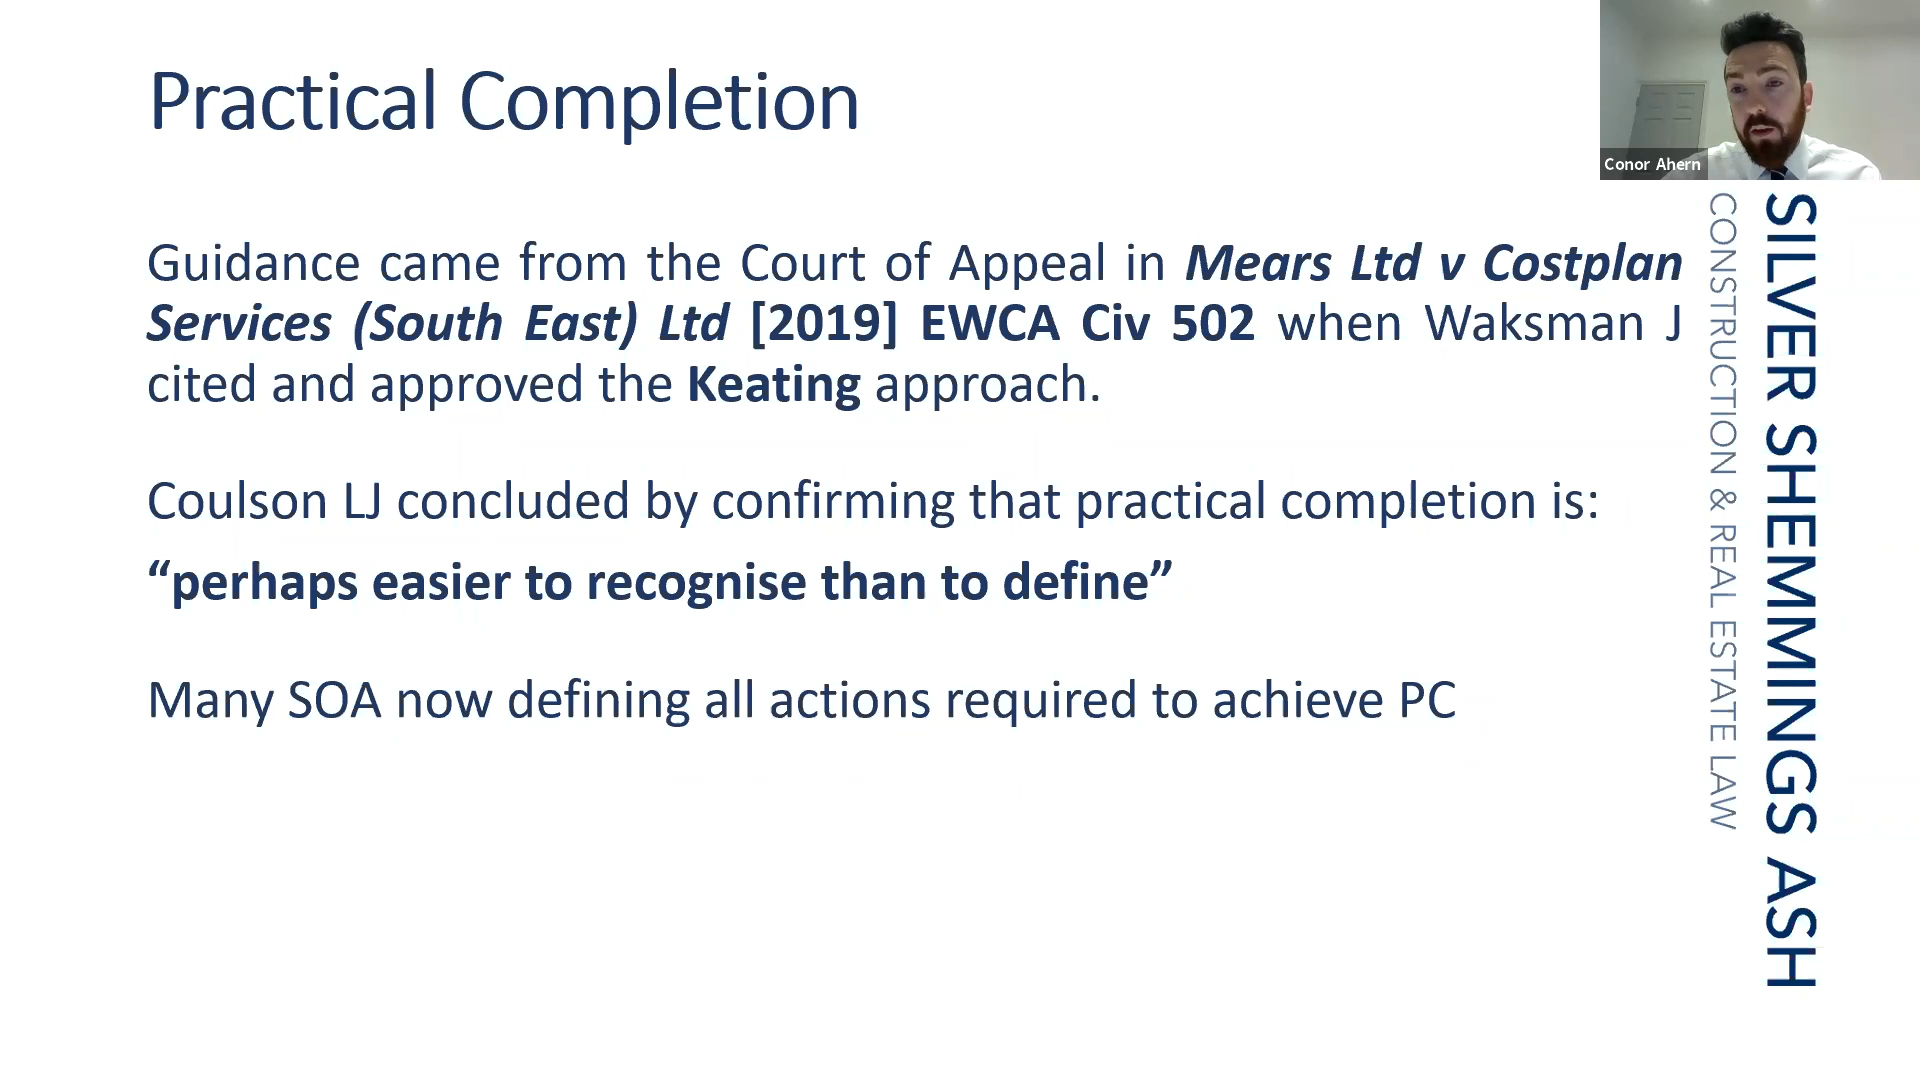 Practical Completion
Conor Ahern
Guidance came from the Court of Appeal in Mears Ltd v Costplan
Services (South East) Ltd [2019] EWCA Civ 502 when Waksman J
cited and approved the Keating approach.
Coulson LJ concluded by confirming that practical completion is:
“perhaps easier to recognise than to define”
Many SOA now defining all actions required to achieve PC
SILVER SHEMMINGS ASH
CONSTRUCTION & REAL ESTATE LAW